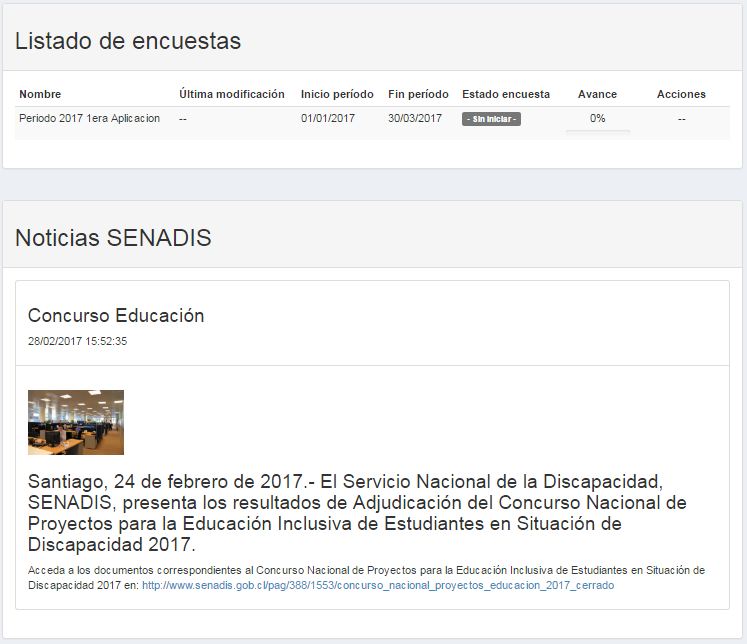 Listado de encuestas
Nombre Última modificación Inicio período Fin período Estado encuesta Avance Acciones
Periodo 2017 1era Aplicacion -- 01/01/2017 30/03/2017 - Sin Iniciar - 0% --
Noticias SENADIS
Concurso Educación
28/02/2017 15:52:35
Santiago, 24 de febrero de 2017.- El Servicio Nacional de la Discapacidad,
SENADIS, presenta los resultados de Adjudicación del Concurso Nacional de
Proyectos para la Educación Inclusiva de Estudiantes en Situación de
Discapacidad 2017.
Acceda a los documentos correspondientes al Concurso Nacional de Proyectos para la Educación Inclusiva de Estudiantes en Situación de
Discapacidad 2017 en: http://www.senadis.gob.cl/pag/388/1553/concurso_nacional_proyectos_educacion_2017_cerrado